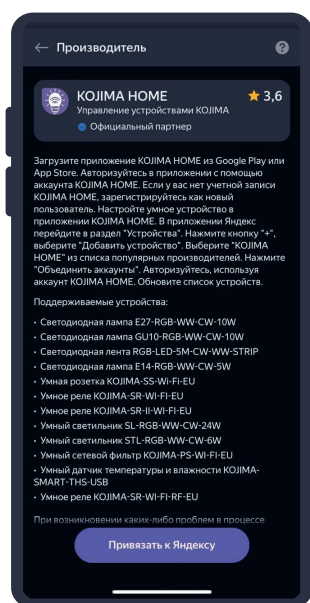 Производитель
?
KOJIMA HOME
3,6
Управление устройствами KOJIMA
Официальный партнер
Загрузите приложение KOJIMA HOME из Google Play или
App Store. Авторизуйтесь в приложении с помощью
аккаунта KOJIMA HOME. Если у вас нет учетной записи
KOJIMA HOME, зарегистрируйтесь как новый
пользователь. Настройте умное устройство в
приложении KOJIMA HOME. В приложении Яндекс
перейдите в раздел "Устройства". Нажмите кнопку "+",
выберите "Добавить устройство". Выберите "KOJIMA
HOME" из списка популярных производителей. Нажмите
"Объединить аккаунты". Авторизуйтесь, используя
аккаунт KOJIMA HOME. Обновите список устройств.
Поддерживаемые устройства:
• Светодиодная лампа E27-RGB-WW-CW-10W
• Светодиодная лампа GU10-RGB-WW-CW-10W
• Светодиодная лента RGB-LED-5M-CW-WW-STRIP
• Светодиодная лампа E14-RGB-WW-CW-5W
• Умная розетка KOJIMA-SS-Wi-Fi-EU
• Умное реле KOJIMA-SR-WI-FI-EU
• Умное реле KOJIMA-SR-II-WI-FI-EU
• Умный светильник SL-RGB-WW-CW-24W
• Умный светильник STL-RGB-WW-CW-6W
• Умный сетевой фильтр KOJIMA-PS-WI-FI-EU
• Умный датчик температуры и влажности KOJIMA-
SMART-THS-USB
• Умное реле KOJIMA-SR-WI-FI-RF-EU
При возникновении каких-либо проблем в процессе
Привязать к Яндексу